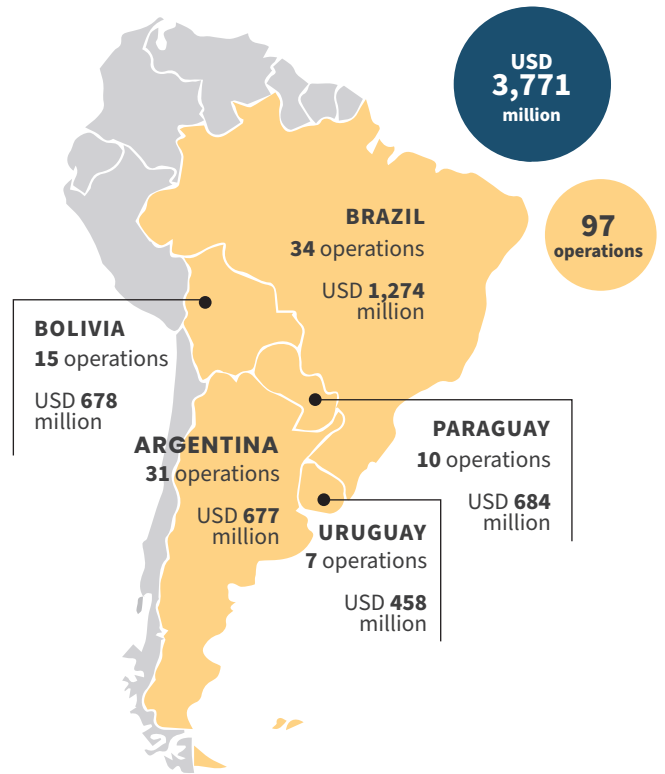 USD
3,771
million
97
operations
BRAZIL
34 operations
USD 1,274
million
BOLIVIA
15 operations
USD 678
million
PARAGUAY
10 operations
USD 684
million
ARGENTINA
31 operations
USD 677
million
URUGUAY
7 operations
USD 458
million